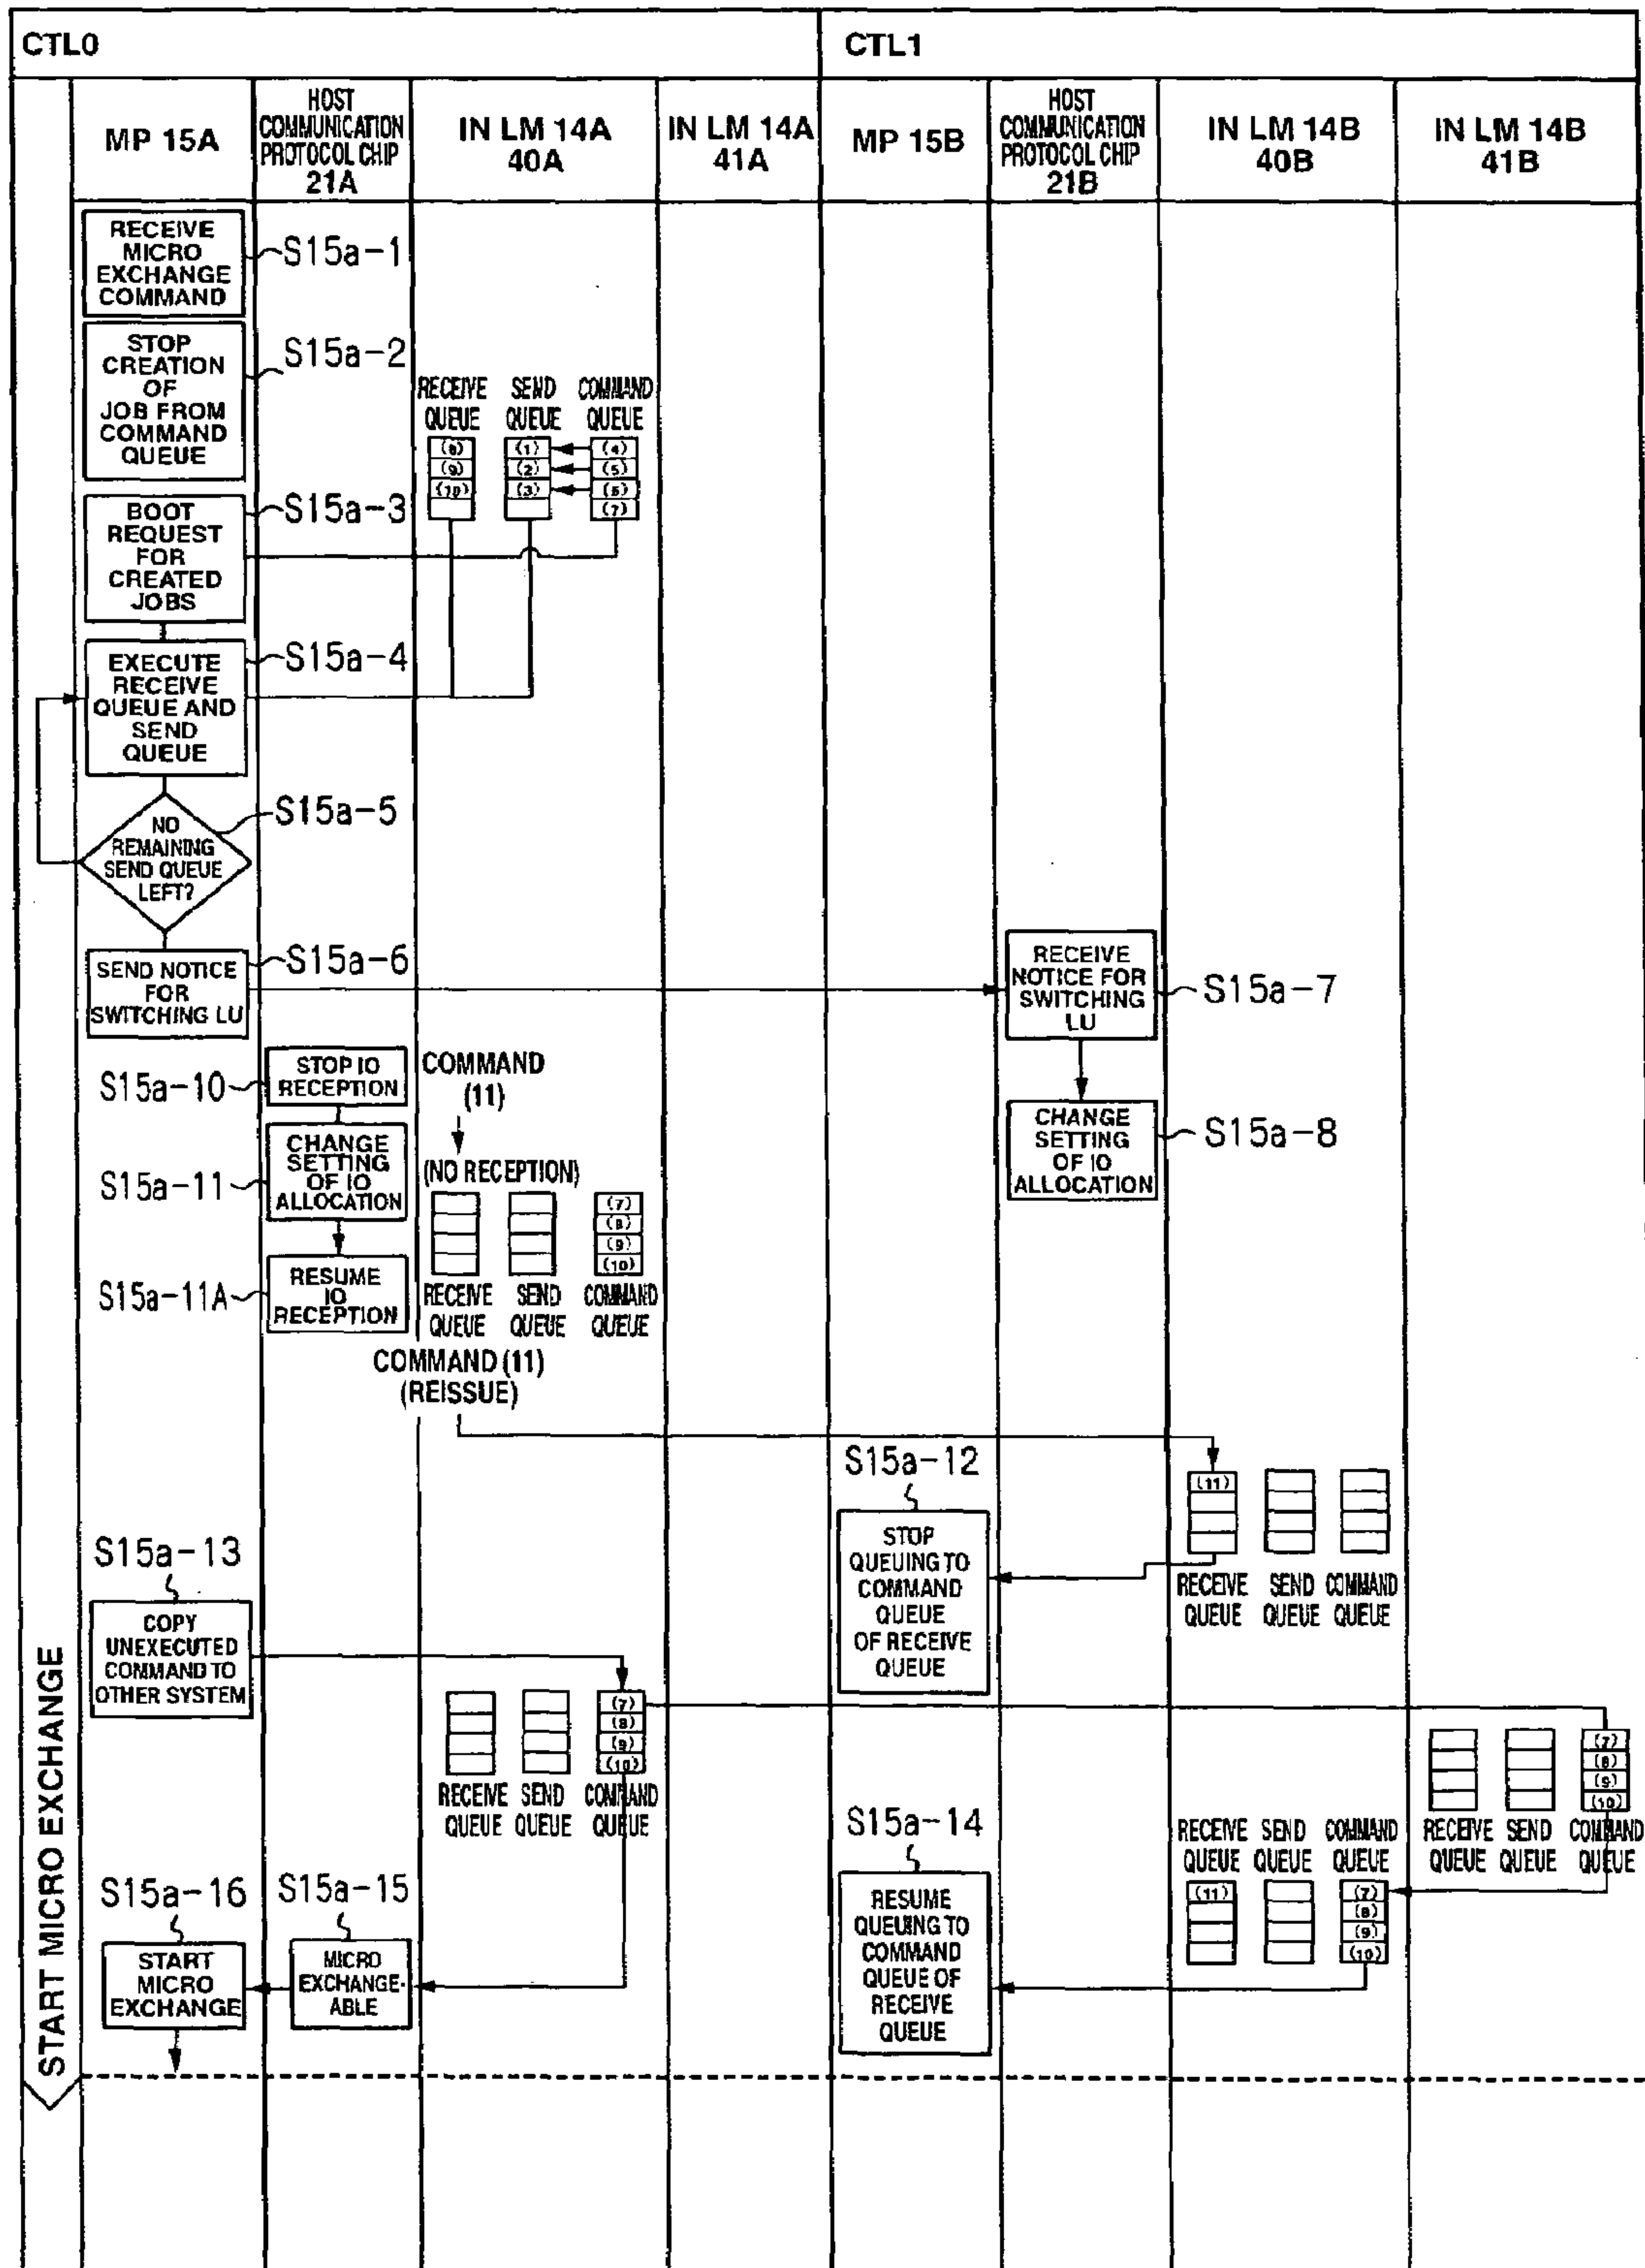 CTL0
CTL1
MP 15A
HOST
COMMUNICATION
PROTOCOL CHIP
21A
IN LM 14A
40A
IN LM 14A
41A
MP 15B
HOST
COMMUNICATION
PROTOCOL CHIP
21B
IN LM 14B
40B
IN LM 14B
41B
RECEIVE
MICRO
EXCHANGE
COMMAND
S15a-1
STOP
CREATION
OF
JOB FROM
COMMAND
QUEUE
S15a-2
RECEIVE
QUEUE
SEND
QUEUE
COMMAND
QUEUE
(8)
(9)
(10)
(1)
(2)
(3)
(4)
(5)
(6)
(7)
BOOT
REQUEST
FOR
CREATED
JOBS
S15a-3
EXECUTE
RECEIVE
QUEUE AND
SEND
QUEUE
S15a-4
NO
REMAINING
SEND QUEUE
LEFT?
S15a-5
SEND NOTICE
FOR
SWITCHING LU
S15a-6
RECEIVE
NOTICE FOR
SWITCHING
LU
S15a-7
S15a-10
STOP IO
RECEPTION
COMMAND
(11)
(NO RECEPTION)
CHANGE
SETTING
OF IO
ALLOCATION
S15a-8
S15a-11
CHANGE
SETTING
OF IO
ALLOCATION
(7)
(8)
(9)
(10)
S15a-11A
RESUME
IO
RECEPTION
RECEIVE
QUEUE
SEND
QUEUE
COMMAND
QUEUE
COMMAND (11)
(REISSUE)
S15a-12
STOP
QUEUING TO
COMMAND
QUEUE
OF RECEIVE
QUEUE
(11)
RECEIVE
QUEUE
SEND
QUEUE
COMMAND
QUEUE
S15a-13
COPY
UNEXECUTED
COMMAND TO
OTHER SYSTEM
(7)
(8)
(9)
(10)
RECEIVE
QUEUE
SEND
QUEUE
COMMAND
QUEUE
(7)
(8)
(9)
(10)
RECEIVE
QUEUE
SEND
QUEUE
COMMAND
QUEUE
S15a-14
RESUME
QUEUING TO
COMMAND
QUEUE OF
RECEIVE
QUEUE
RECEIVE
QUEUE
SEND
QUEUE
COMMAND
QUEUE
(11)
(7)
(8)
(9)
(10)
S15a-16
START
MICRO
EXCHANGE
S15a-15
MICRO
EXCHANGE-
ABLE
START MICRO EXCHANGE